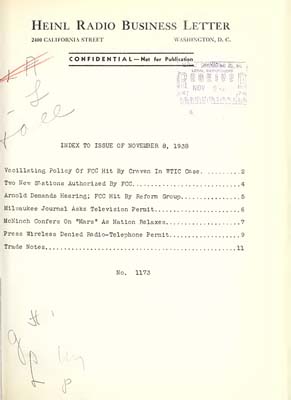 HEINL RADIO BUSINESS LETTER
2400 CALIFORNIA STREET WASHINGTON, D. C.
CONFIDENTIAL—Not for Publication
NOV
INDEX TO ISSUE OF NOVEMBER 8, 1938
Vacillating Policy Of FCC Hit By Craven In WTIC Case..........2
Two New Stations Authorized By FCC............................4
Arnold Demands Hearing; FCC Hit By Reform Group...............5
Milwaukee Journal Asks Television Permit......................6
McNinch Confers On "Mars" As Nation Relaxes...................7
Press Wireless Denied Radio-Telephone Permit..................9
Trade Notes..................................................11
No. 1173